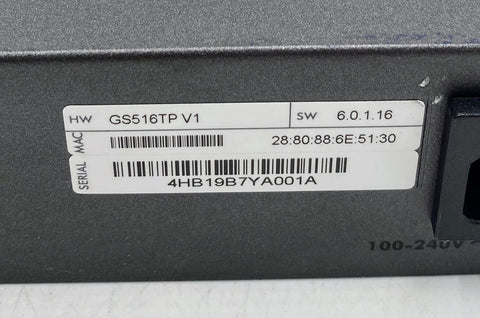 HW GS516TP V1 SW 6.0.1.16
MAC 28:80:88:6E:51:30
SERIAL 4HB19B7YA001A
100-240V ~